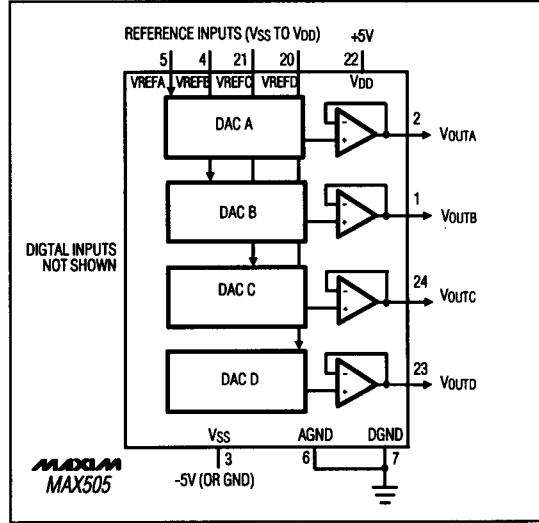 REFERENCE INPUTS (VSS TO VDD) +5V
5 4 21 20 22
VREFA VREFB VREFC VREFD VDD
DAC A
2 VOUTA
DAC B
1 VOUTB
DIGTAL INPUTS
NOT SHOWN
DAC C
24 VOUTC
DAC D
23 VOUTD
VSS AGND DGND
3 6 7
-5V (OR GND)
MAXIM
MAX505